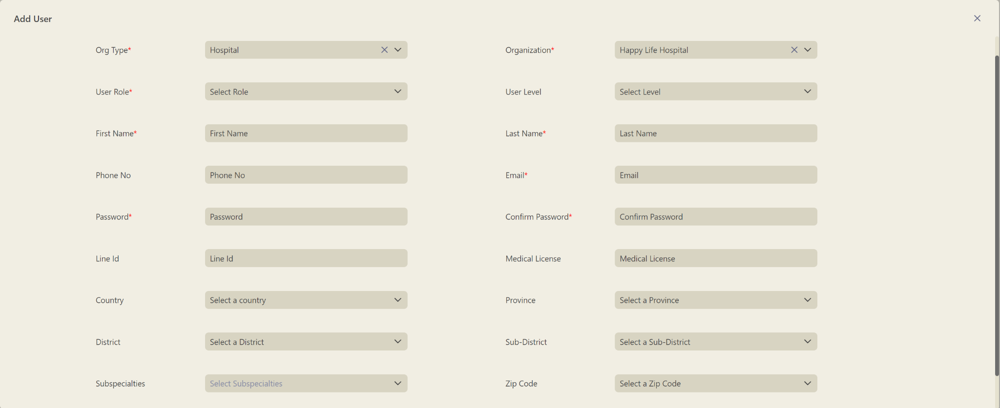 Add User
Org Type* Hospital Organization* Happy Life Hospital
User Role* Select Role User Level Select Level
First Name* First Name Last Name* Last Name
Phone No Phone No Email* Email
Password* Password Confirm Password* Confirm Password
Line Id Line Id Medical License Medical License
Country Select a country Province Select a Province
District Select a District Sub-District Select a Sub-District
Subspecialties Select Subspecialties Zip Code Select a Zip Code